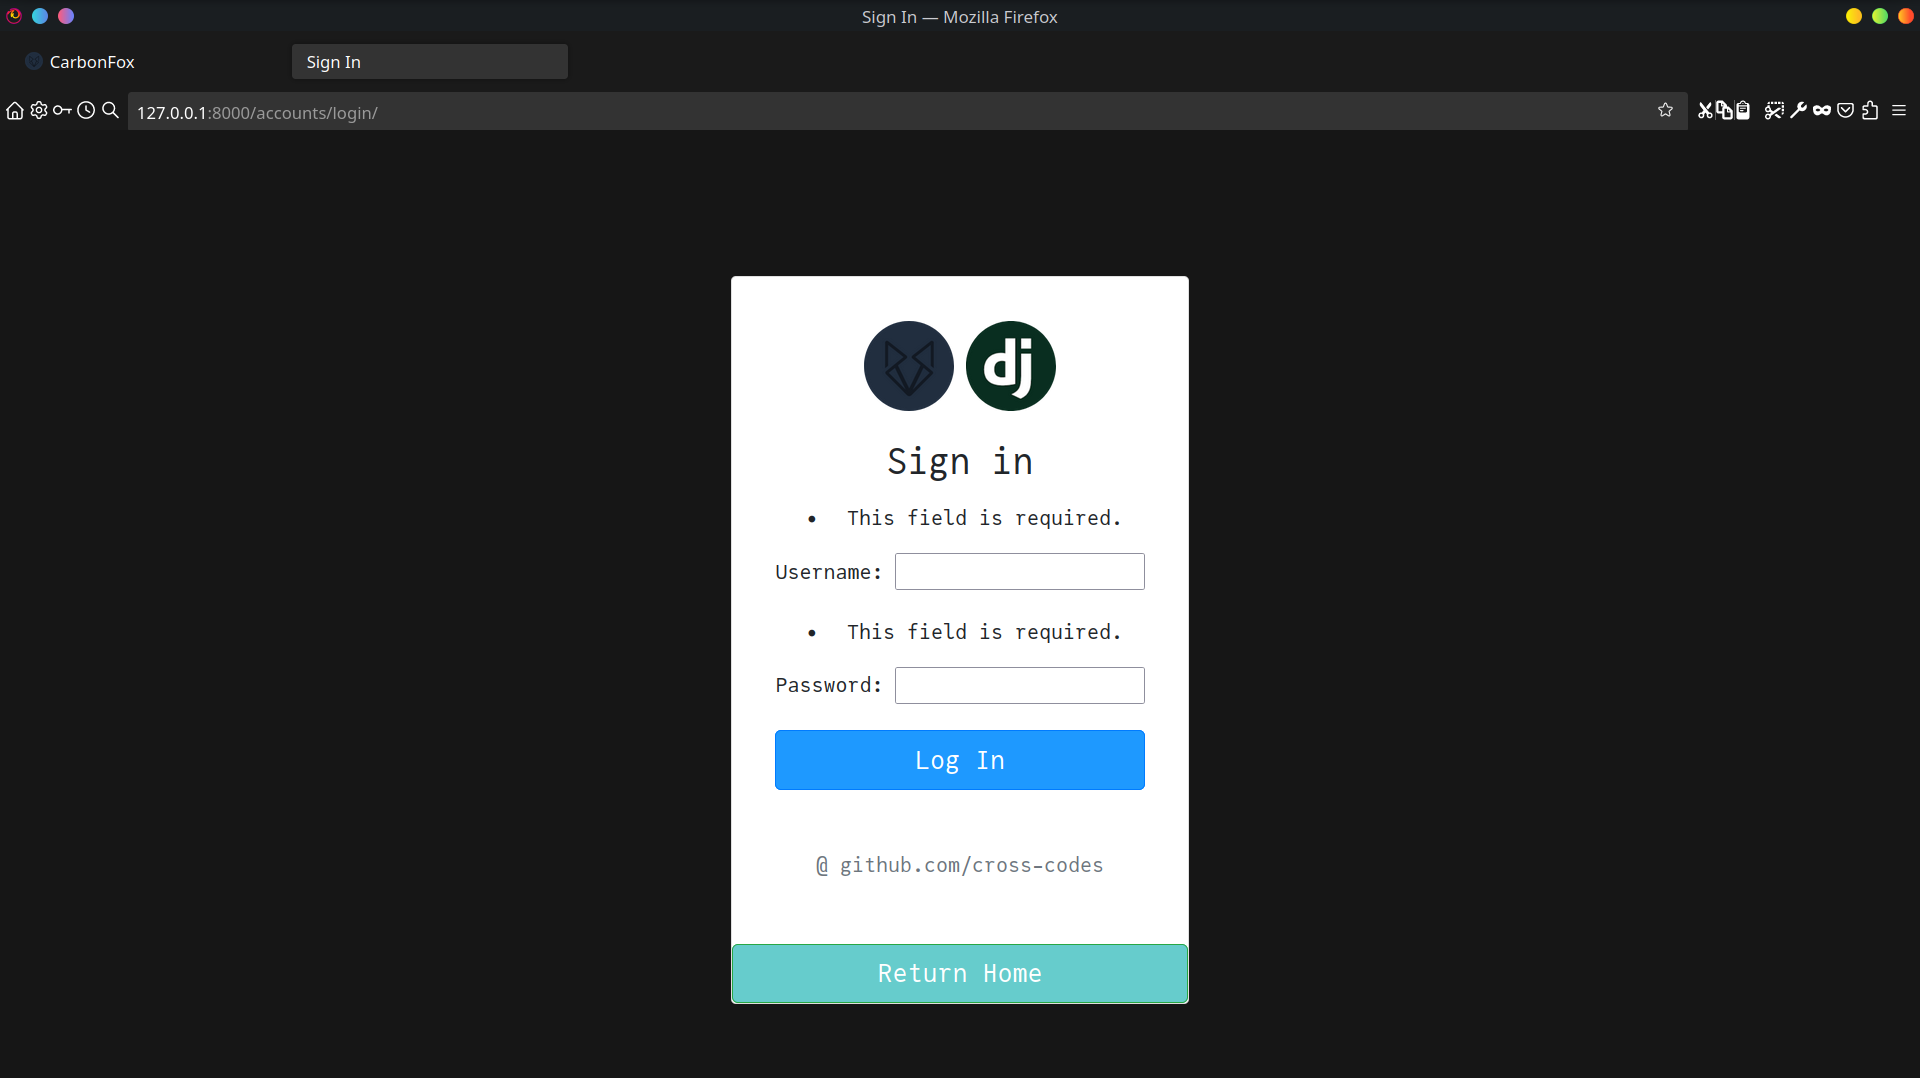 Sign In — Mozilla Firefox
CarbonFox
Sign In
127.0.0.1:8000/accounts/login/
dj
Sign in
• This field is required.
Username:
• This field is required.
Password:
Log In
@ github.com/cross-codes
Return Home